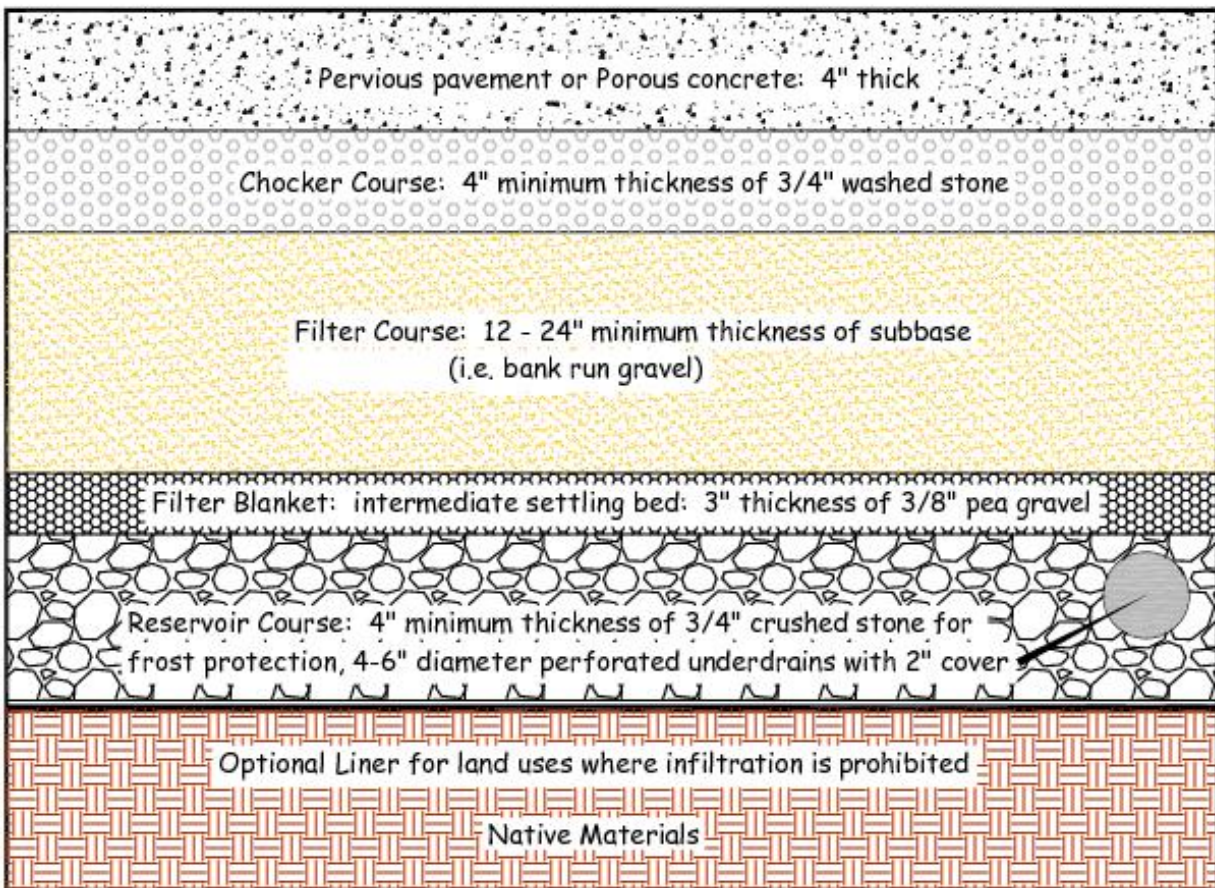 Pervious pavement or Porous concrete: 4" thick
Chocker Course: 4" minimum thickness of 3/4" washed stone
Filter Course: 12 - 24" minimum thickness of subbase
(i.e. bank run gravel)
Filter Blanket: intermediate settling bed: 3" thickness of 3/8" pea gravel
Reservoir Course: 4" minimum thickness of 3/4" crushed stone for
frost protection, 4-6" diameter perforated underdrains with 2" cover
Optional Liner for land uses where infiltration is prohibited
Native Materials